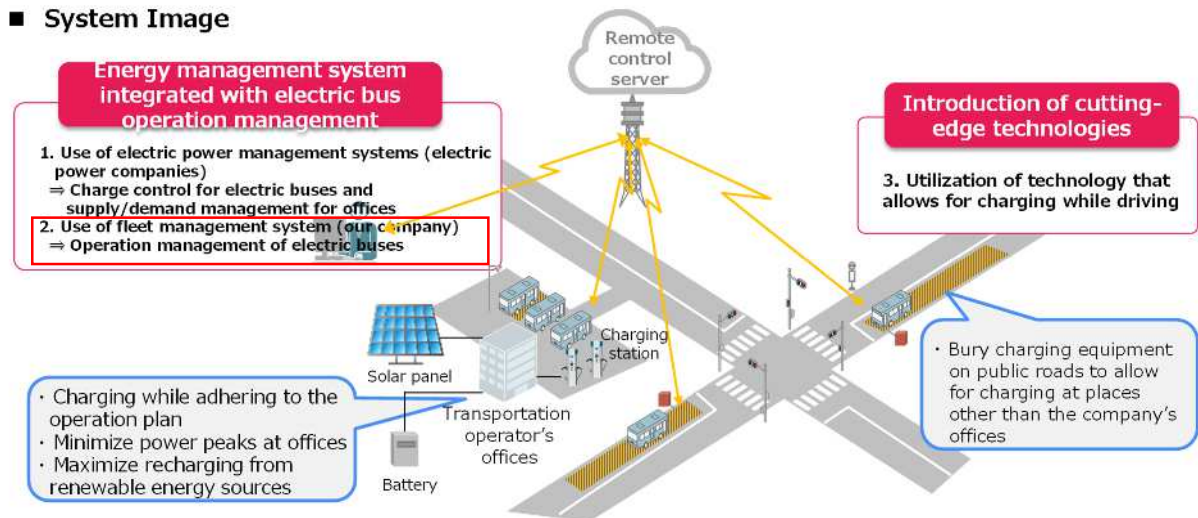 ■ System Image
Remote
control
server
Energy management system
integrated with electric bus
operation management
1. Use of electric power management systems (electric
power companies)
⇒ Charge control for electric buses and
supply/demand management for offices
2. Use of fleet management system (our company)
⇒ Operation management of electric buses
Introduction of cutting-
edge technologies
3. Utilization of technology that
allows for charging while driving
Charging
station
Solar panel
Transportation
operator's
offices
Battery
· Charging while adhering to the
operation plan
· Minimize power peaks at offices
· Maximize recharging from
renewable energy sources
· Bury charging equipment
on public roads to allow
for charging at places
other than the company's
offices